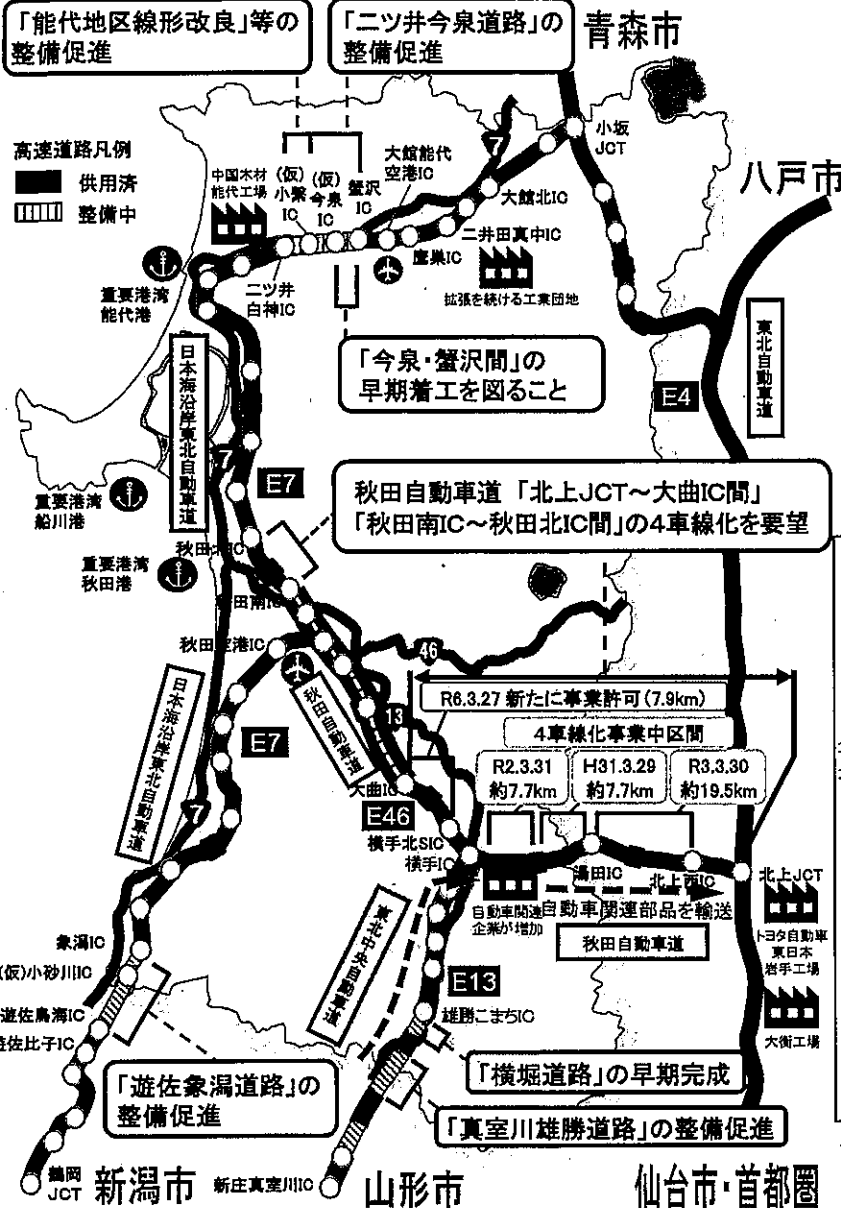 「能代地区線形改良」等の
整備促進
「二ツ井今泉道路」の
整備促進
青森市
高速道路凡例
供用済
整備中
中国木材
能代工場
(仮)
小繋
IC
(仮)
今泉
IC
蟹沢
IC
大館能代
空港IC
7
小坂
JCT
八戸市
大館北IC
二井田真中IC
鷹巣IC
拡張を続ける工業団地
二ツ井
白神IC
重要港湾
能代港
「今泉・蟹沢間」の
早期着工を図ること
東北自動車道
E4
日本海沿岸東北自動車道
7
E7
重要港湾
船川港
秋田自動車道 「北上JCT~大曲IC間」
「秋田南IC~秋田北IC間」の4車線化を要望
秋田北IC
重要港湾
秋田港
秋田南IC
秋田空港IC
46
R6.3.27 新たに事業許可(7.9km)
4車線化事業中区間
R2.3.31
約7.7km
H31.3.29
約7.7km
R3.3.30
約19.5km
13
秋田自動車道
日本海沿岸東北自動車道
E7
7
大曲IC
E46
横手北SIC
横手IC
湯田IC
北上西IC
北上JCT
自動車関連
企業が増加
自動車関連部品を輸送
秋田自動車道
トヨタ自動車
東日本
岩手工場
大衡工場
東北中央自動車道
E13
雄勝こまちIC
象潟IC
(仮)小砂川IC
遊佐鳥海IC
遊佐比子IC
「遊佐象潟道路」の
整備促進
「横堀道路」の早期完成
「真室川雄勝道路」の整備促進
鶴岡
JCT
新潟市
新庄真室川IC
山形市
仙台市・首都圏